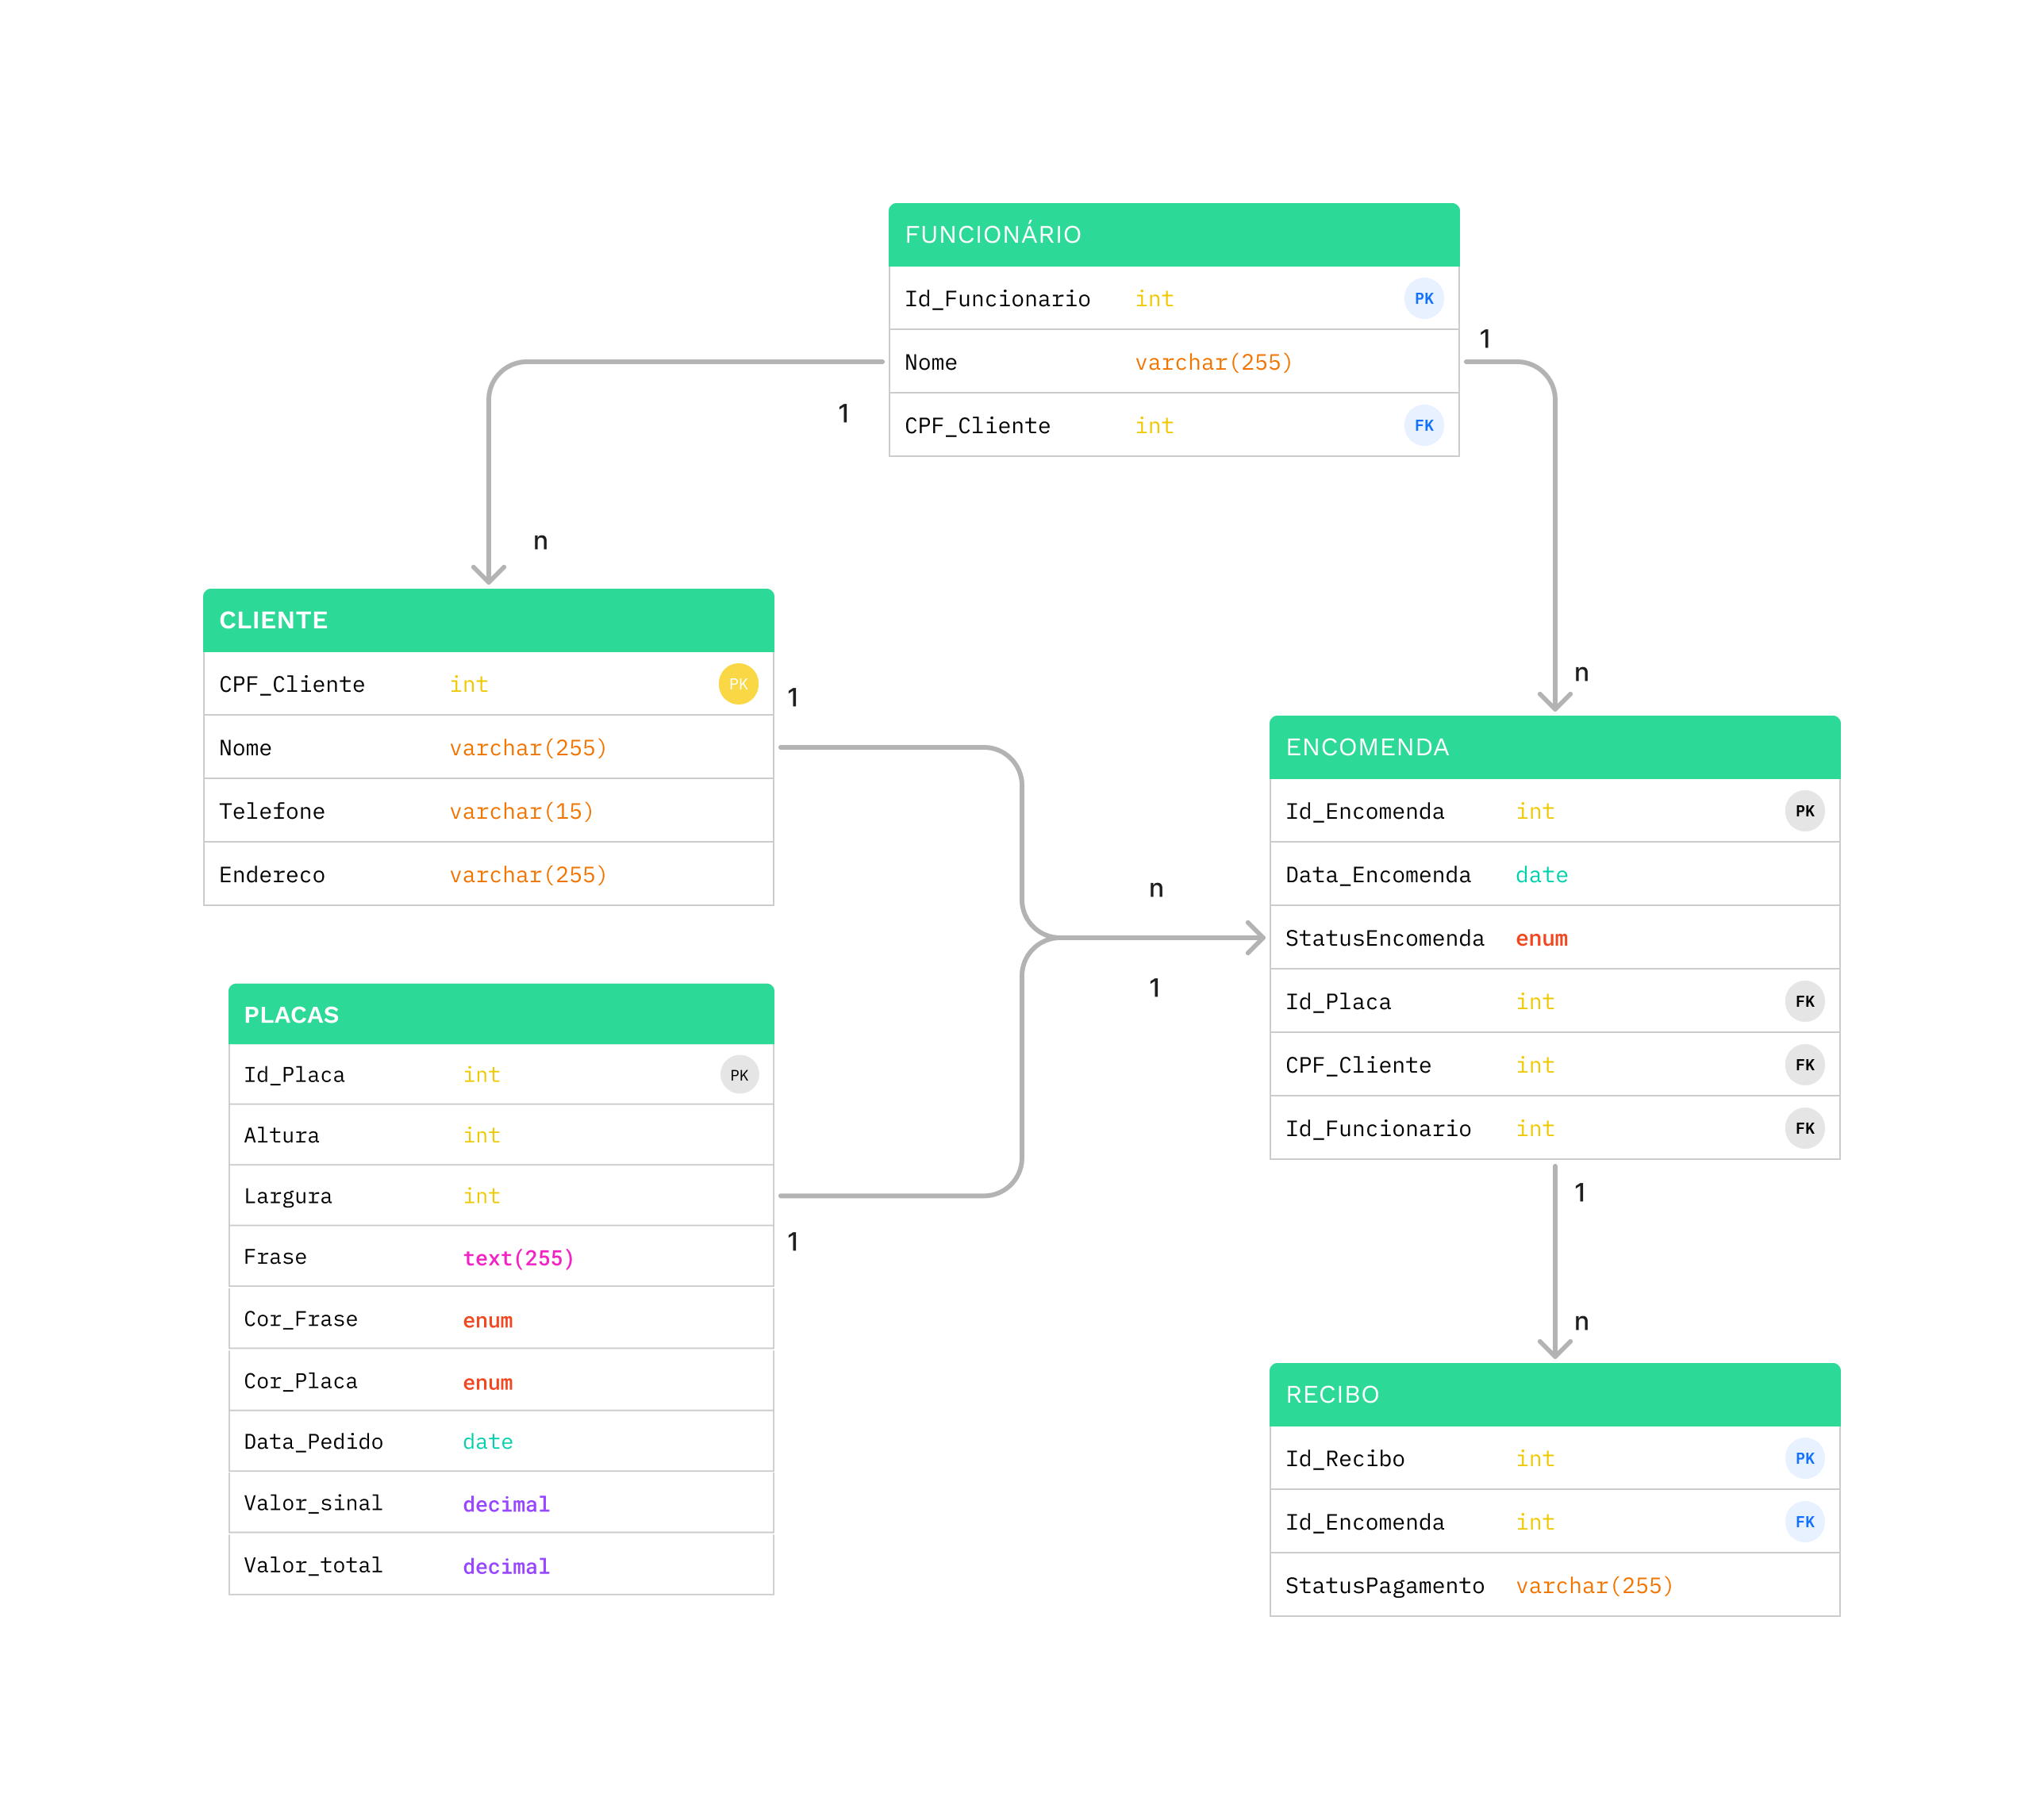 FUNCIONÁRIO
Id_Funcionario int PK
Nome varchar(255)
CPF_Cliente int FK
1
1
n
n
CLIENTE
CPF_Cliente int PK
Nome varchar(255)
Telefone varchar(15)
Endereco varchar(255)
1
n
1
ENCOMENDA
Id_Encomenda int PK
Data_Encomenda date
StatusEncomenda enum
Id_Placa int FK
CPF_Cliente int FK
Id_Funcionario int FK
PLACAS
Id_Placa int PK
Altura int
Largura int
Frase text(255)
Cor_Frase enum
Cor_Placa enum
Data_Pedido date
Valor_sinal decimal
Valor_total decimal
1
1
n
RECIBO
Id_Recibo int PK
Id_Encomenda int FK
StatusPagamento varchar(255)